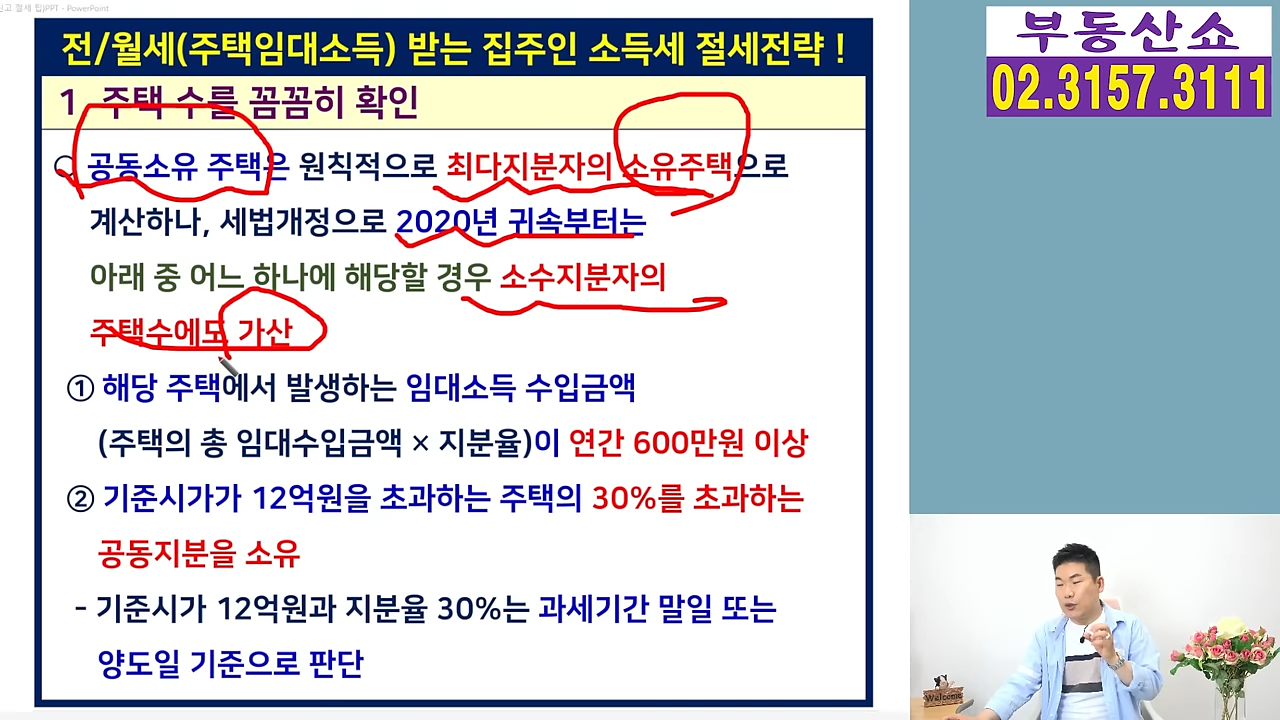 신고 절세 팁]PPT - PowerPoint
전/월세(주택임대소득) 받는 집주인 소득세 절세전략 !
1. 주택 수를 꼼꼼히 확인
○ 공동소유 주택은 원칙적으로 최다지분자의 소유주택으로
계산하나, 세법개정으로 2020년 귀속부터는
아래 중 어느 하나에 해당할 경우 소수지분자의
주택수에도 가산
① 해당 주택에서 발생하는 임대소득 수입금액
(주택의 총 임대수입금액 × 지분율)이 연간 600만원 이상
② 기준시가가 12억원을 초과하는 주택의 30%를 초과하는
공동지분을 소유
- 기준시가 12억원과 지분율 30%는 과세기간 말일 또는
양도일 기준으로 판단
부동산쇼
02.3157.3111
Welcome